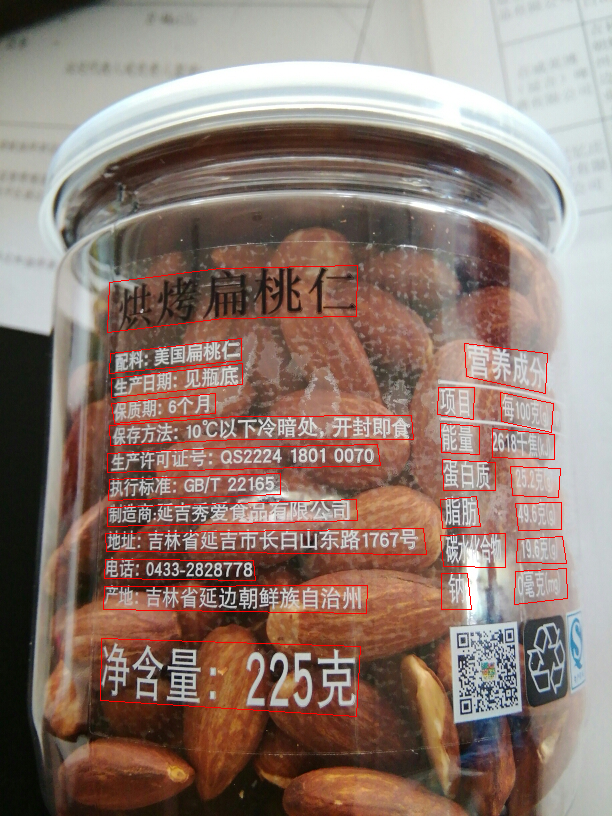 烘烤扁桃仁
配料: 美国扁桃仁
生产日期: 见瓶底
保质期: 6个月
保存方法: 10℃以下冷暗处, 开封即食
生产许可证号: QS2224 1801 0070
执行标准: GB/T 22165
制造商:延吉秀爱食品有限公司
地址: 吉林省延吉市长白山东路1767号
电话: 0433-2828778
产地: 吉林省延边朝鲜族自治州
净含量: 225克
营养成分
项目 每100克(g)
能量 2618千焦(kJ)
蛋白质 25.2克(g)
脂肪 49.5克(g)
碳水化合物 19.6克(g)
钠 0毫克(mg)